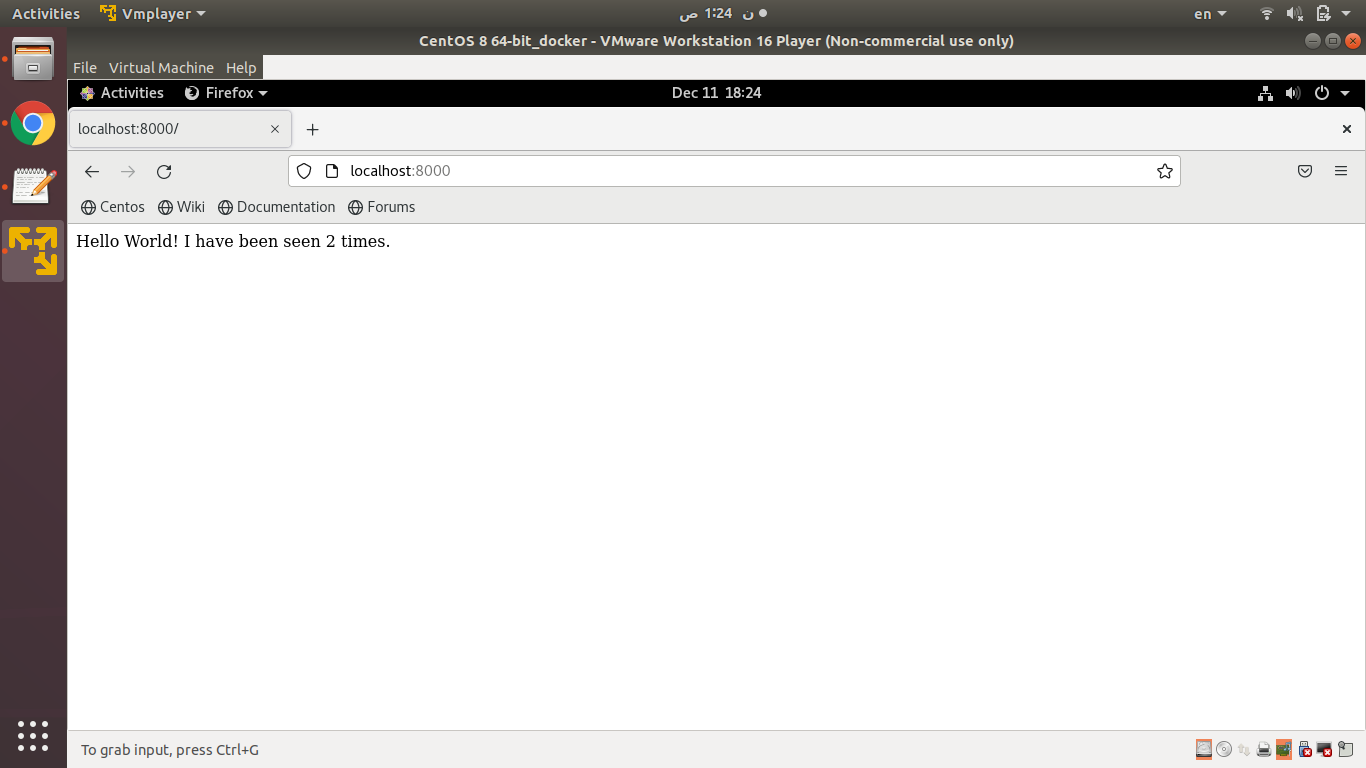 Activities Vmplayer ن 1:24 ص en
CentOS 8 64-bit_docker - VMware Workstation 16 Player (Non-commercial use only)
File Virtual Machine Help
Activities Firefox Dec 11 18:24
localhost:8000/
localhost:8000
Centos Wiki Documentation Forums
Hello World! I have been seen 2 times.
To grab input, press Ctrl+G